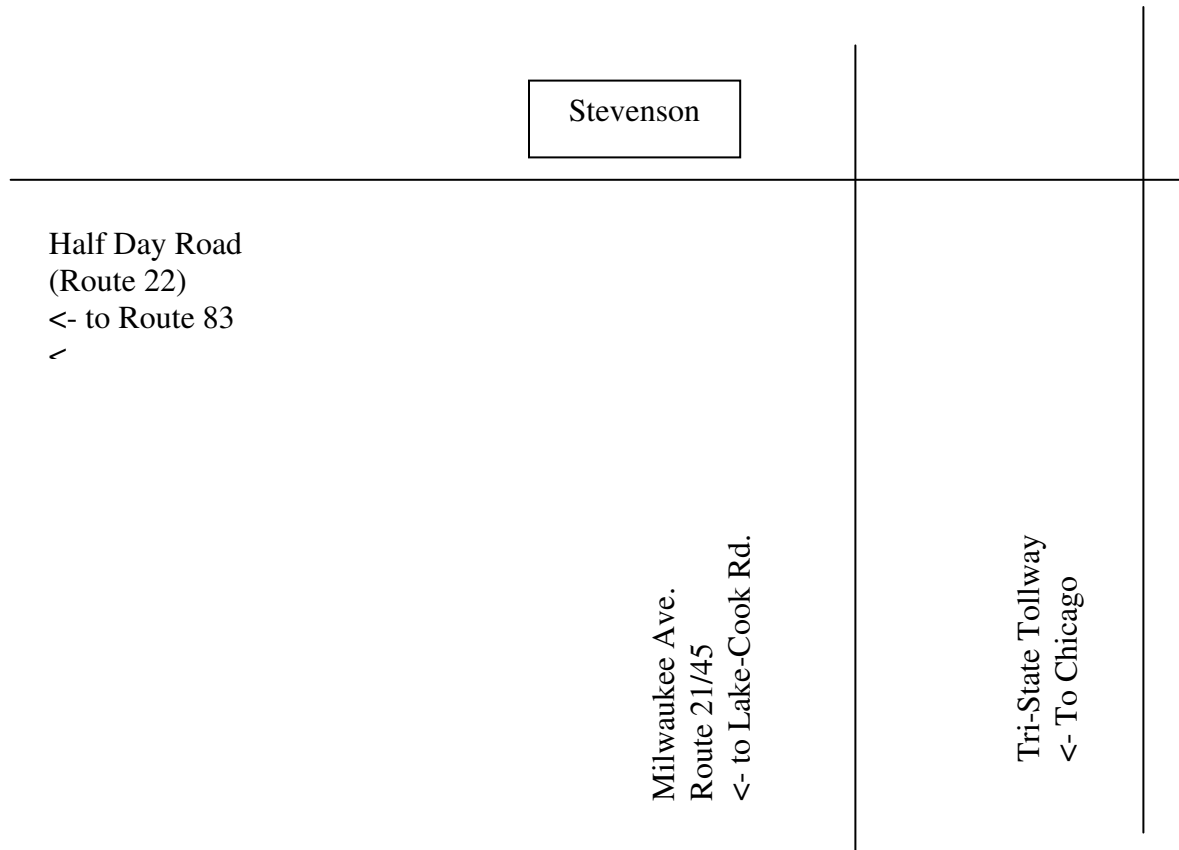 Stevenson
Half Day Road
(Route 22)
<- to Route 83
<
Milwaukee Ave.
Route 21/45
<- to Lake-Cook Rd.
Tri-State Tollway
<- To Chicago